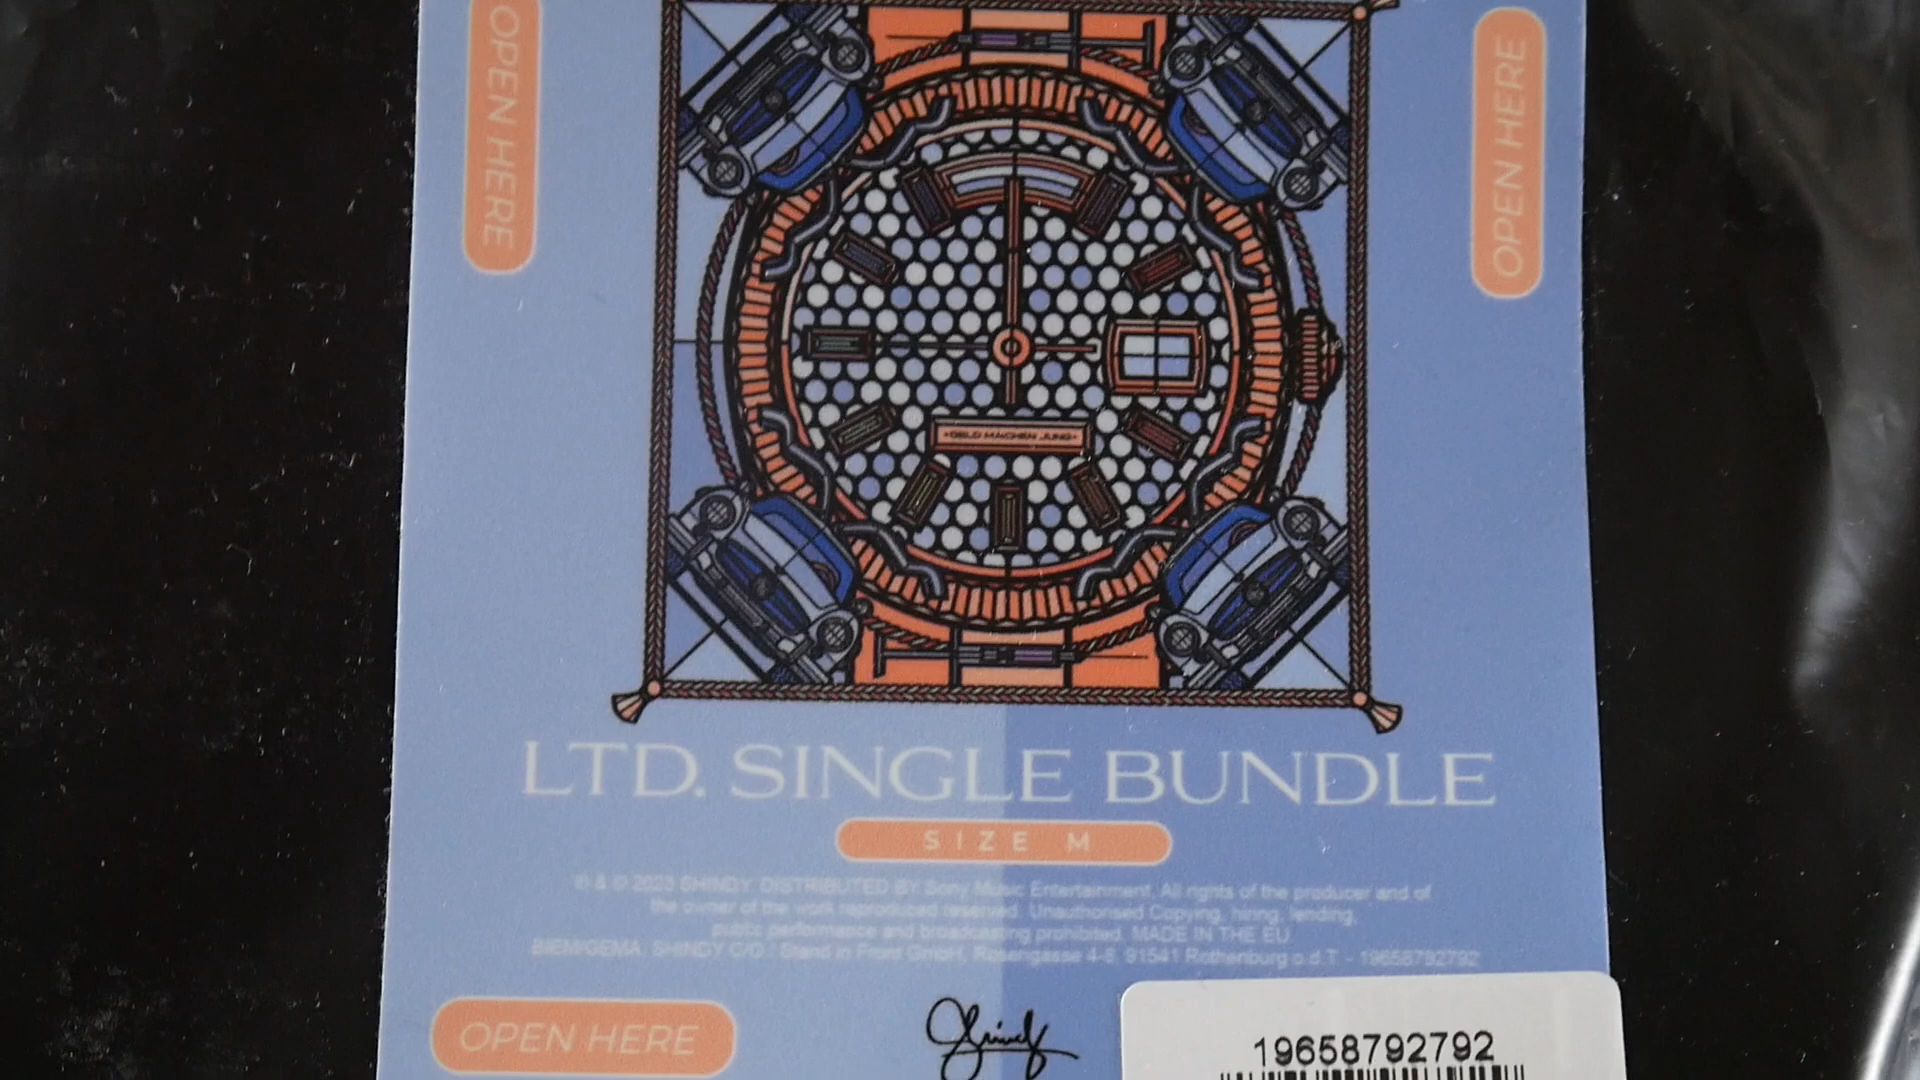 OPEN HERE
OPEN HERE
•GELD MACHEN JUNG•
LTD. SINGLE BUNDLE
SIZE M
℗ & © 2023 SHINDY. DISTRIBUTED BY Sony Music Entertainment. All rights of the producer and of
the owner of the work reproduced reserved. Unauthorised Copying, hiring, lending,
public performance and broadcasting prohibited. MADE IN THE EU
BIEM/GEMA. SHINDY C/O.: Stand in Front GmbH, Rosengasse 4-8, 91541 Rothenburg o.d.T. - 19658792792
OPEN HERE
Shindy
19658792792